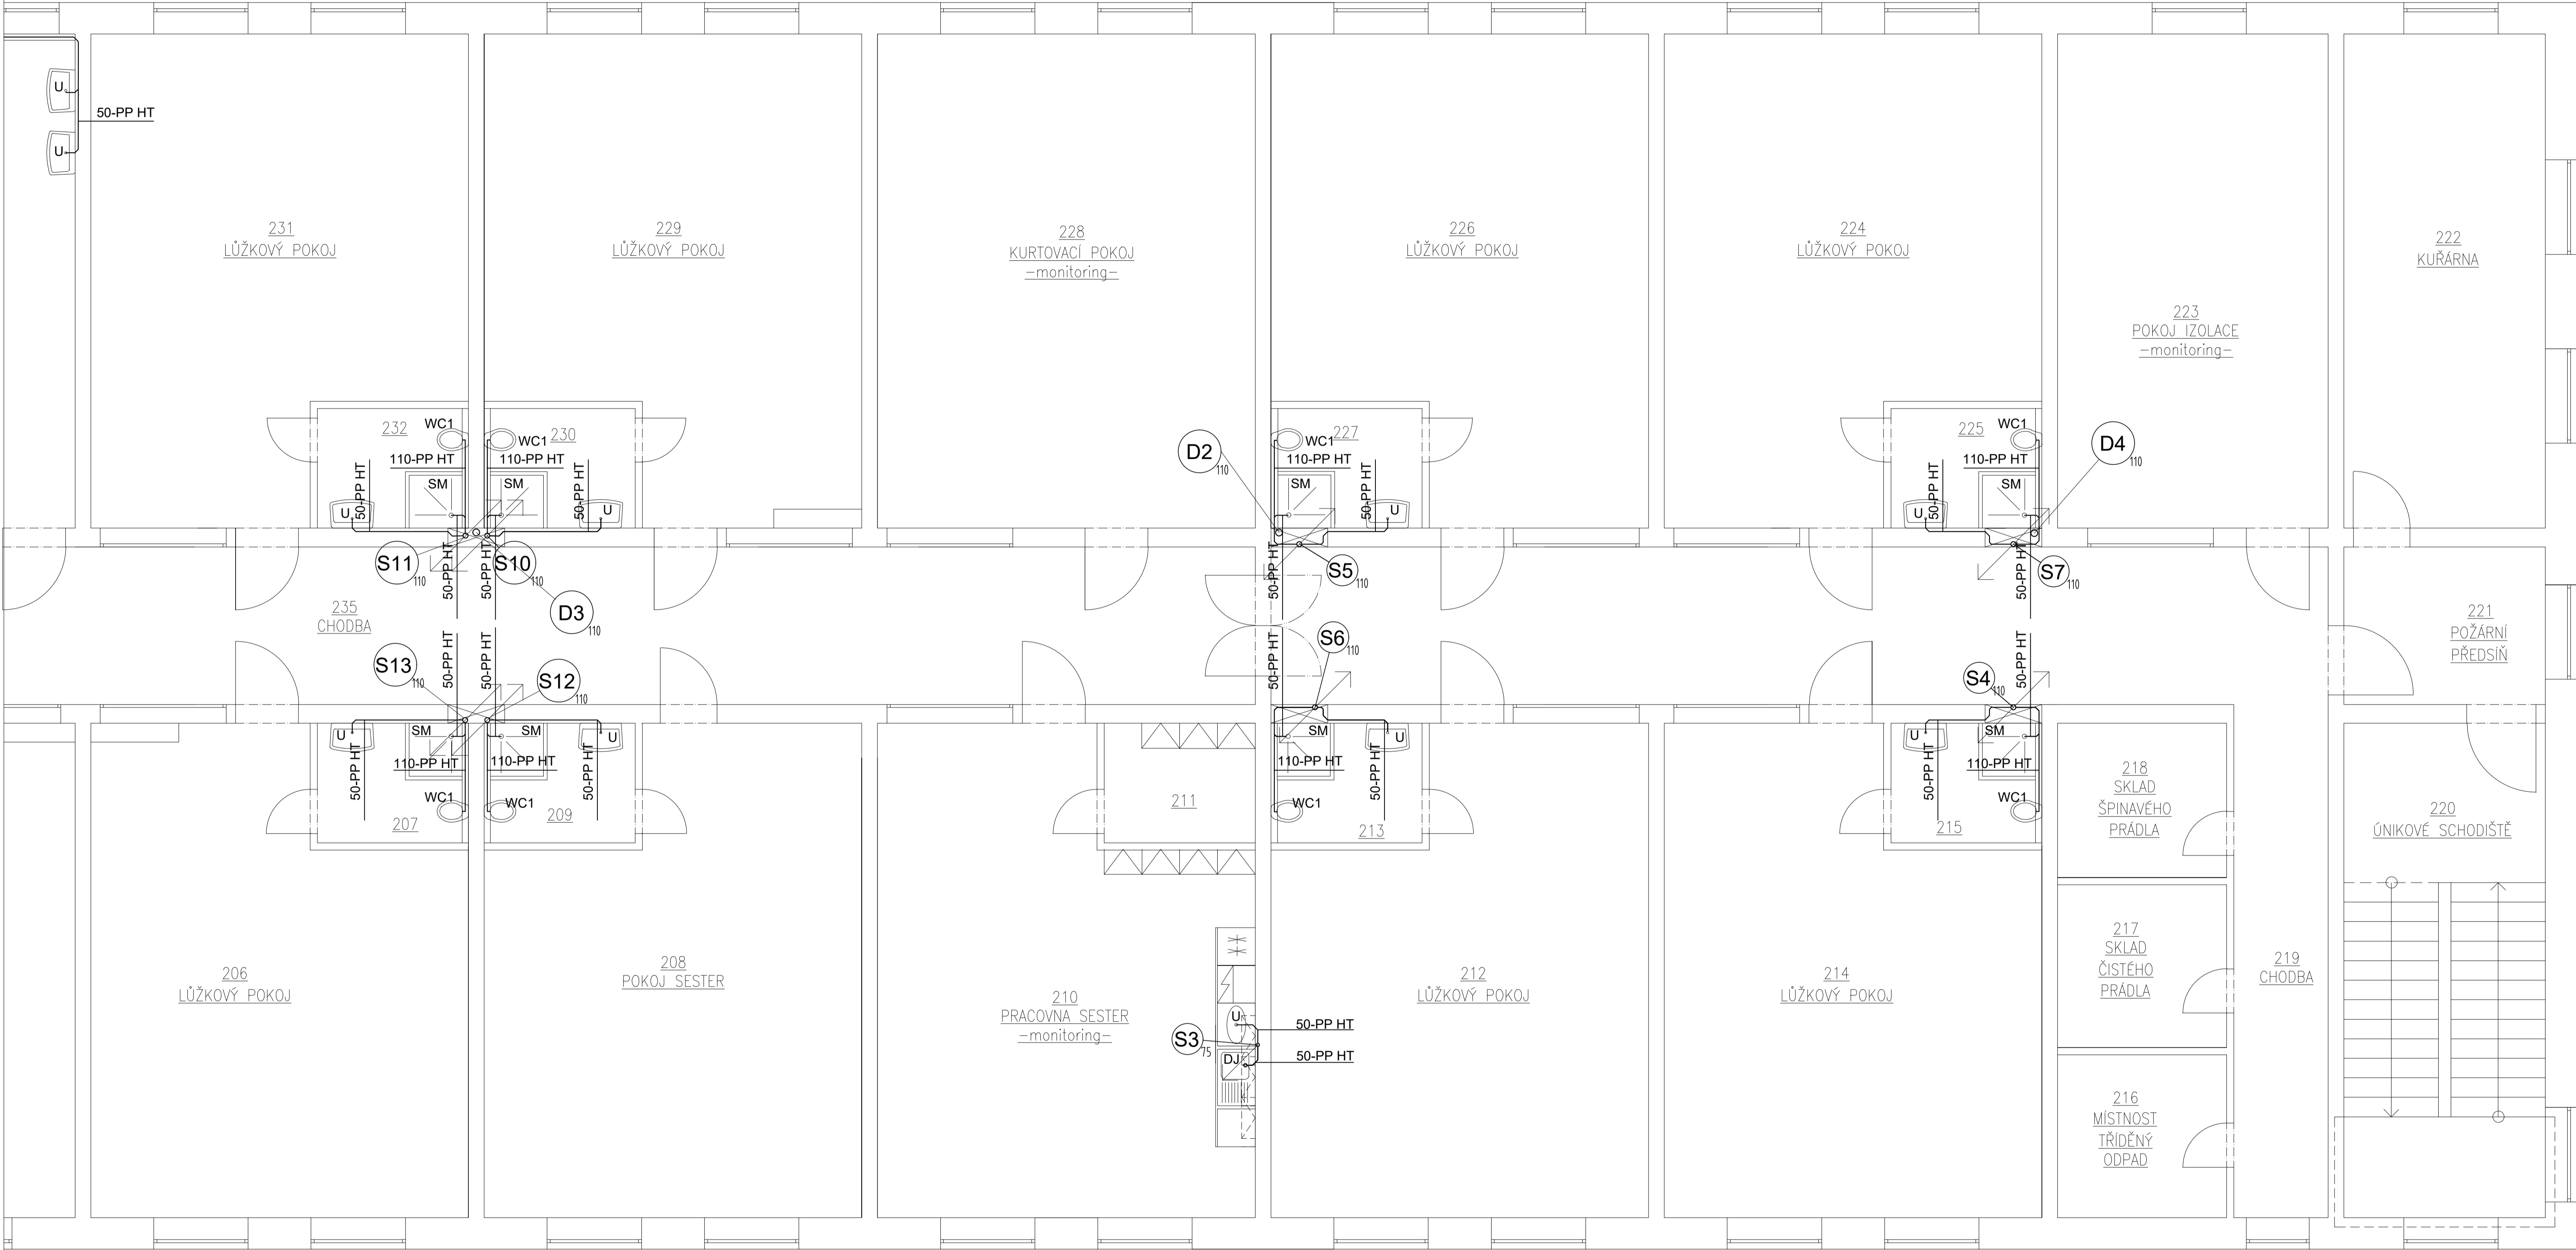 U
U
50-PP HT
231
LŮŽKOVÝ POKOJ
229
LŮŽKOVÝ POKOJ
228
KURTOVACÍ POKOJ
-monitoring-
226
LŮŽKOVÝ POKOJ
224
LŮŽKOVÝ POKOJ
223
POKOJ IZOLACE
-monitoring-
222
KUŘÁRNA
232
WC1
110-PP HT
50-PP HT
SM
U
50-PP HT
S11
110
WC1
230
110-PP HT
50-PP HT
SM
U
50-PP HT
S10
110
D3
110
D2
110
WC1
227
110-PP HT
50-PP HT
SM
U
50-PP HT
S5
110
225
WC1
110-PP HT
50-PP HT
SM
U
50-PP HT
D4
110
S7
110
235
CHODBA
221
POŽÁRNÍ
PŘEDSÍŇ
S13
110
50-PP HT
50-PP HT
S12
110
S6
110
50-PP HT
S4
110
50-PP HT
U
SM
50-PP HT
110-PP HT
WC1
207
SM
U
110-PP HT
50-PP HT
WC1
209
211
SM
U
110-PP HT
50-PP HT
WC1
213
U
SM
50-PP HT
110-PP HT
WC1
215
218
SKLAD
ŠPINAVÉHO
PRÁDLA
220
ÚNIKOVÉ SCHODIŠTĚ
206
LŮŽKOVÝ POKOJ
208
POKOJ SESTER
210
PRACOVNA SESTER
-monitoring-
S3
75
U
50-PP HT
DJ
50-PP HT
212
LŮŽKOVÝ POKOJ
214
LŮŽKOVÝ POKOJ
217
SKLAD
ČISTÉHO
PRÁDLA
219
CHODBA
216
MÍSTNOST
TŘÍDĚNÝ
ODPAD